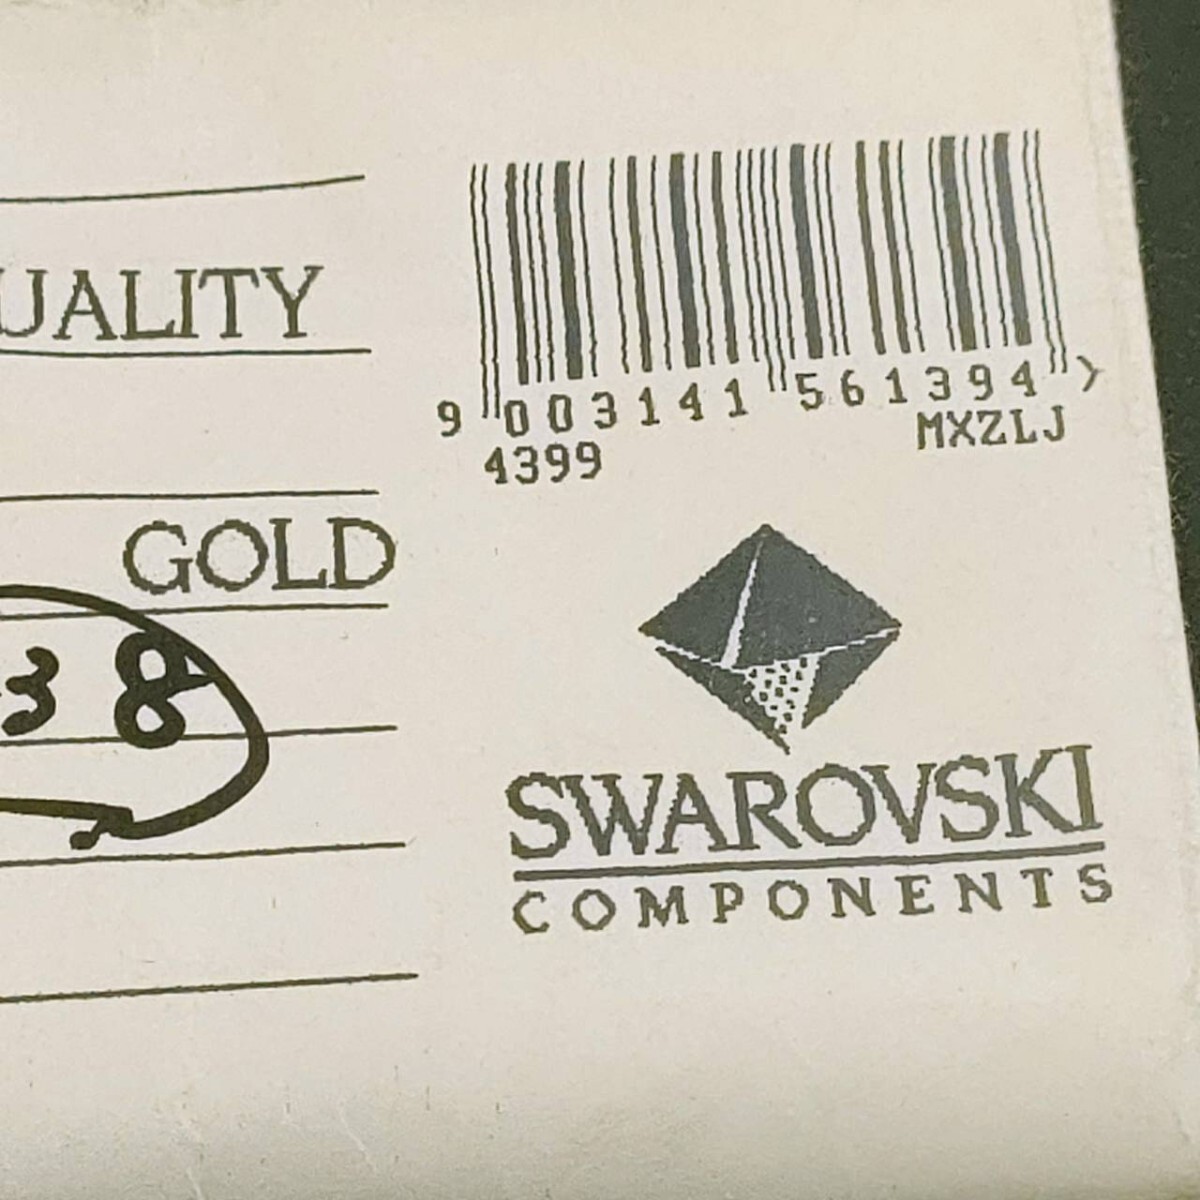 UALITY
GOLD
38
9 003141 561394 >
4399 MXZLJ
SWAROVSKI
COMPONENTS